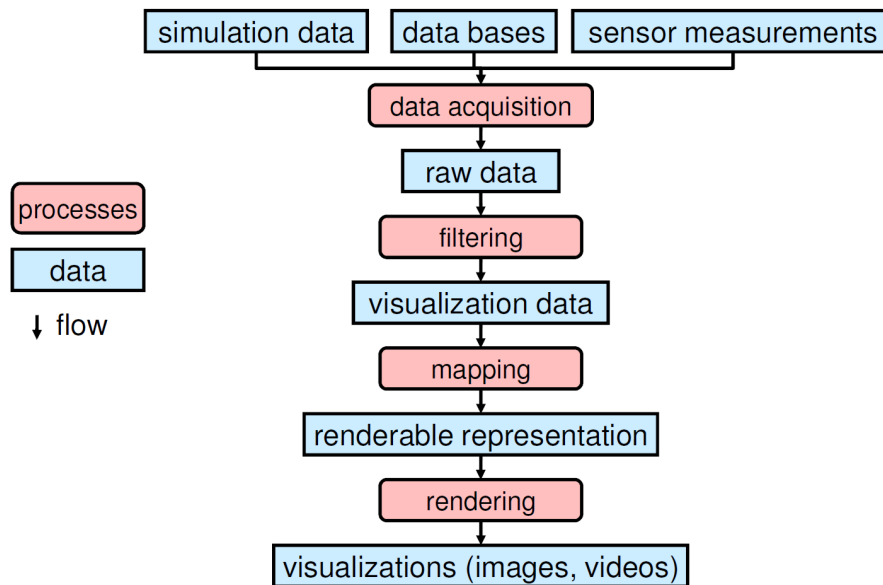 simulation data
data bases
sensor measurements
data acquisition
raw data
processes
filtering
data
visualization data
flow
mapping
renderable representation
rendering
visualizations (images, videos)